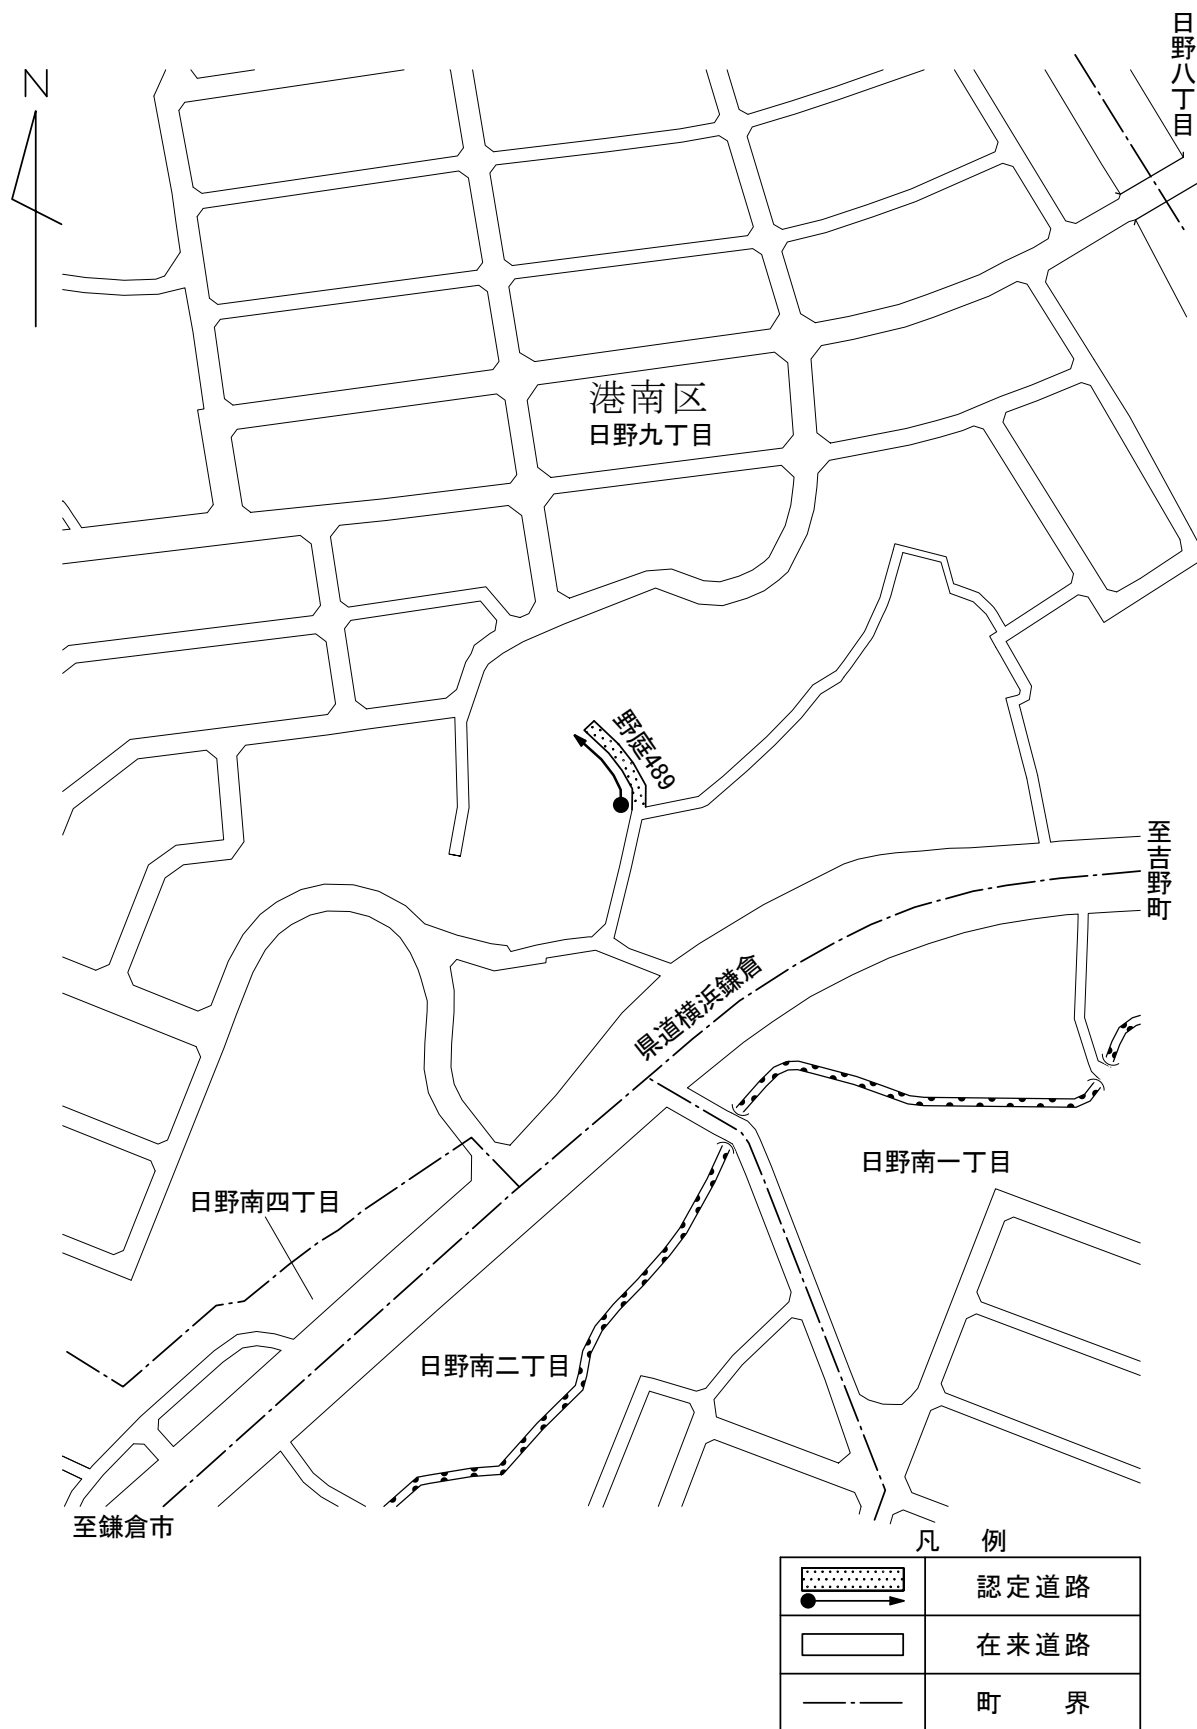 日野八丁目
N
港南区
日野九丁目
野庭489
至吉野町
県道横浜鎌倉
日野南一丁目
日野南四丁目
日野南二丁目
至鎌倉市
凡　例
認定道路
在来道路
町　界